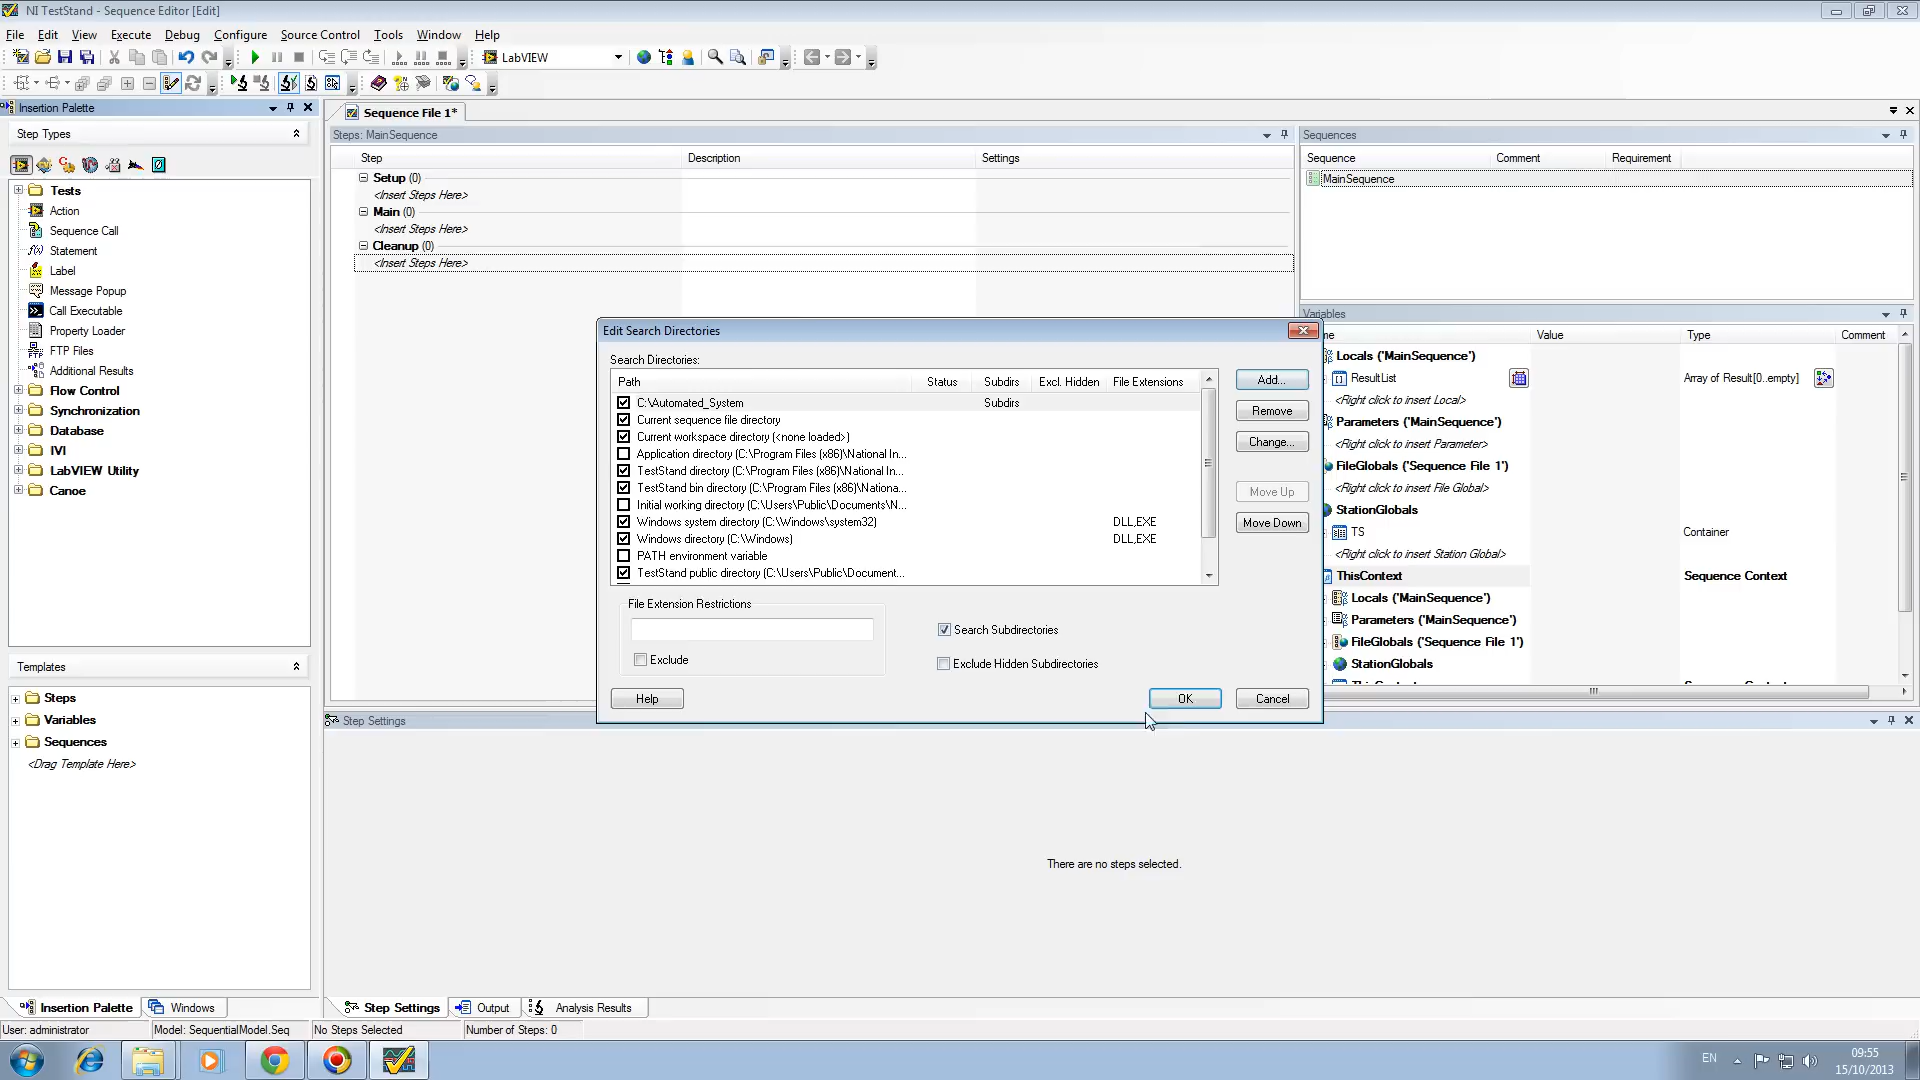 NI TestStand - Sequence Editor [Edit]
File Edit View Execute Debug Configure Source Control Tools Window Help
LabVIEW
Insertion Palette
Step Types
Tests
Action
Sequence Call
Statement
Label
Message Popup
Call Executable
Property Loader
FTP Files
Additional Results
Flow Control
Synchronization
Database
IVI
LabVIEW Utility
Canoe
Templates
Steps
Variables
Sequences
<Drag Template Here>
Insertion Palette Windows
Sequence File 1*
Steps: MainSequence
Step Description Settings
Setup (0)
<Insert Steps Here>
Main (0)
<Insert Steps Here>
Cleanup (0)
<Insert Steps Here>
Sequences
Sequence Comment Requirement
MainSequence
Variables
Value Type Comment
Locals ('MainSequence')
ResultList Array of Result[0..empty]
<Right click to insert Local>
Parameters ('MainSequence')
<Right click to insert Parameter>
FileGlobals ('Sequence File 1')
<Right click to insert File Global>
StationGlobals
TS Container
<Right click to insert Station Global>
ThisContext Sequence Context
Locals ('MainSequence')
Parameters ('MainSequence')
FileGlobals ('Sequence File 1')
StationGlobals
Edit Search Directories
Search Directories:
Path Status Subdirs Excl. Hidden File Extensions
C:\Automated_System Subdirs
Current sequence file directory
Current workspace directory (<none loaded>)
Application directory (C:\Program Files (x86)\National In...
TestStand directory (C:\Program Files (x86)\National In...
TestStand bin directory (C:\Program Files (x86)\Nationa...
Initial working directory (C:\Users\Public\Documents\N...
Windows system directory (C:\Windows\system32) DLL,EXE
Windows directory (C:\Windows) DLL,EXE
PATH environment variable
TestStand public directory (C:\Users\Public\Document...
Add...
Remove
Change...
Move Up
Move Down
File Extension Restrictions
Exclude
Search Subdirectories
Exclude Hidden Subdirectories
Help OK Cancel
Step Settings
There are no steps selected.
Step Settings Output Analysis Results
User: administrator Model: SequentialModel.Seq No Steps Selected Number of Steps: 0
EN
09:55
15/10/2013